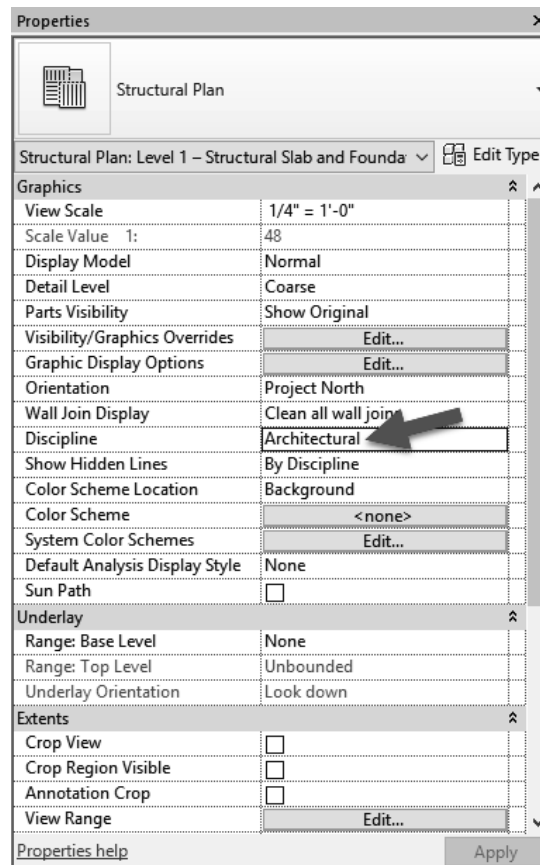 Properties
Structural Plan
Structural Plan: Level 1 – Structural Slab and Founda
Edit Type
Graphics
View Scale 1/4" = 1'-0"
Scale Value 1: 48
Display Model Normal
Detail Level Coarse
Parts Visibility Show Original
Visibility/Graphics Overrides Edit...
Graphic Display Options Edit...
Orientation Project North
Wall Join Display Clean all wall joins
Discipline Architectural
Show Hidden Lines By Discipline
Color Scheme Location Background
Color Scheme <none>
System Color Schemes Edit...
Default Analysis Display Style None
Sun Path
Underlay
Range: Base Level None
Range: Top Level Unbounded
Underlay Orientation Look down
Extents
Crop View
Crop Region Visible
Annotation Crop
View Range Edit...
Properties help Apply